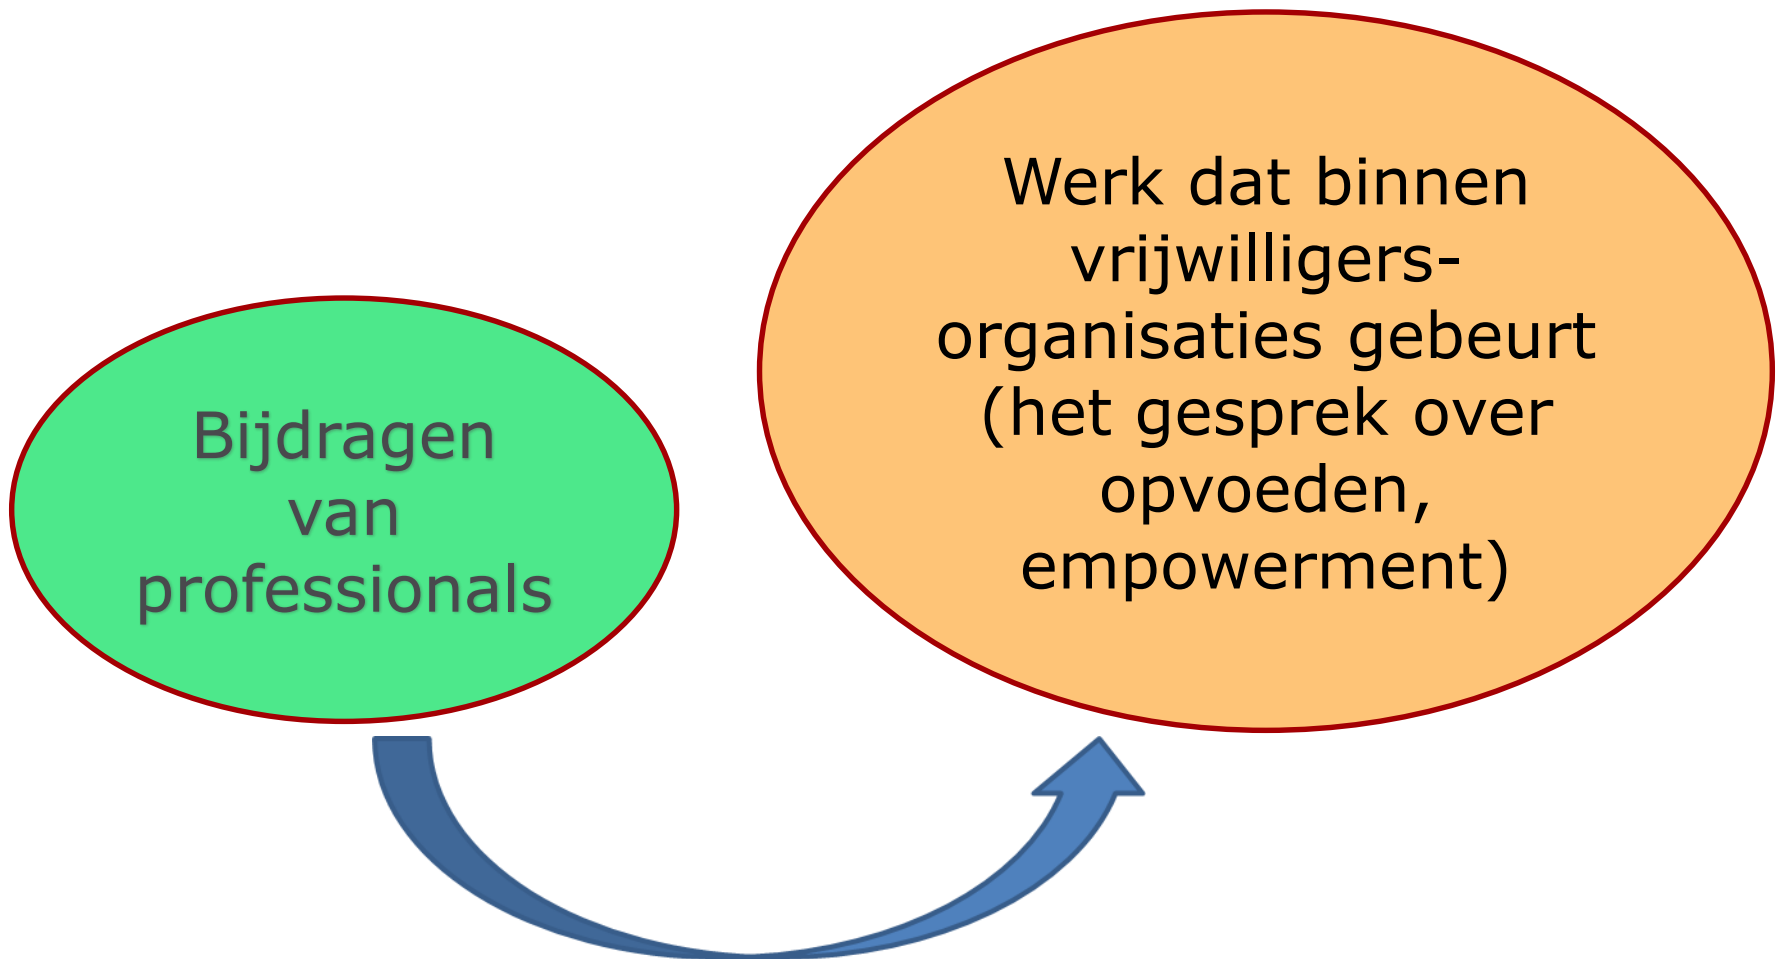 Bijdragen
van
professionals
Werk dat binnen
vrijwilligers-
organisaties gebeurt
(het gesprek over
opvoeden,
empowerment)